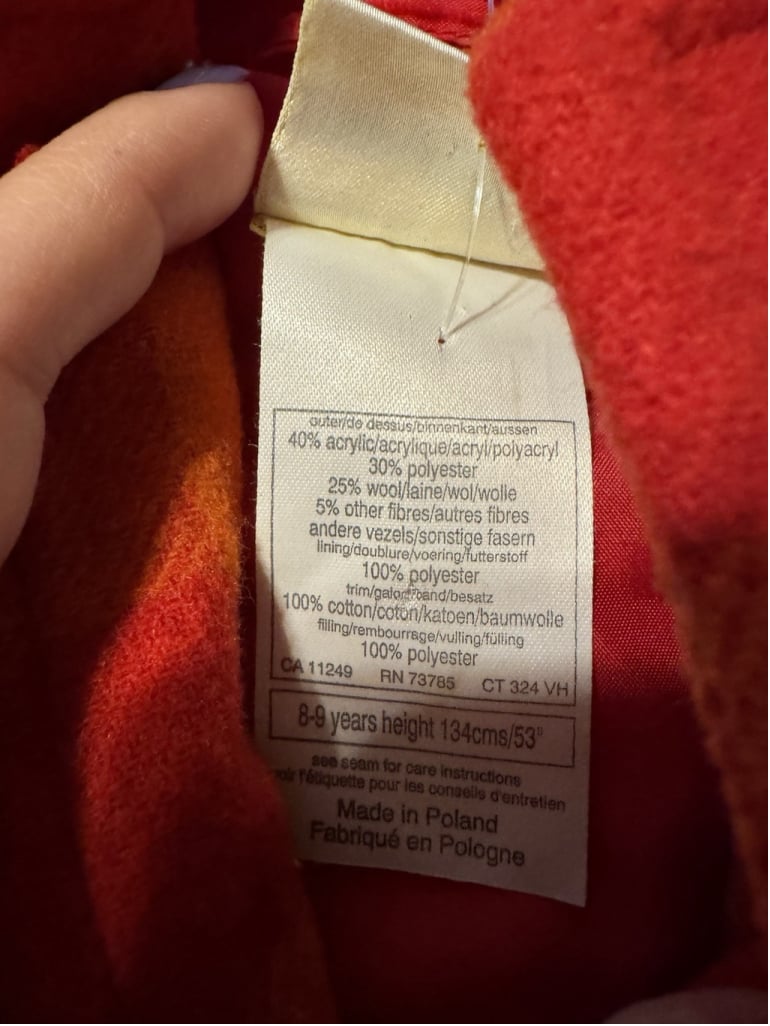 outer/de dessus/binnenkant/aussen
40% acrylic/acrylique/acryl/polyacryl
30% polyester
25% wool/laine/wol/wolle
5% other fibres/autres fibres
andere vezels/sonstige fasern
lining/doublure/voering/futterstoff
100% polyester
trim/galon/band/besatz
100% cotton/coton/katoen/baumwolle
filling/rembourrage/vulling/fülling
100% polyester
CA 11249 RN 73785 CT 324 VH
8-9 years height 134cms/53"
see seam for care instructions
voir l'étiquette pour les conseils d'entretien
Made in Poland
Fabriqué en Pologne